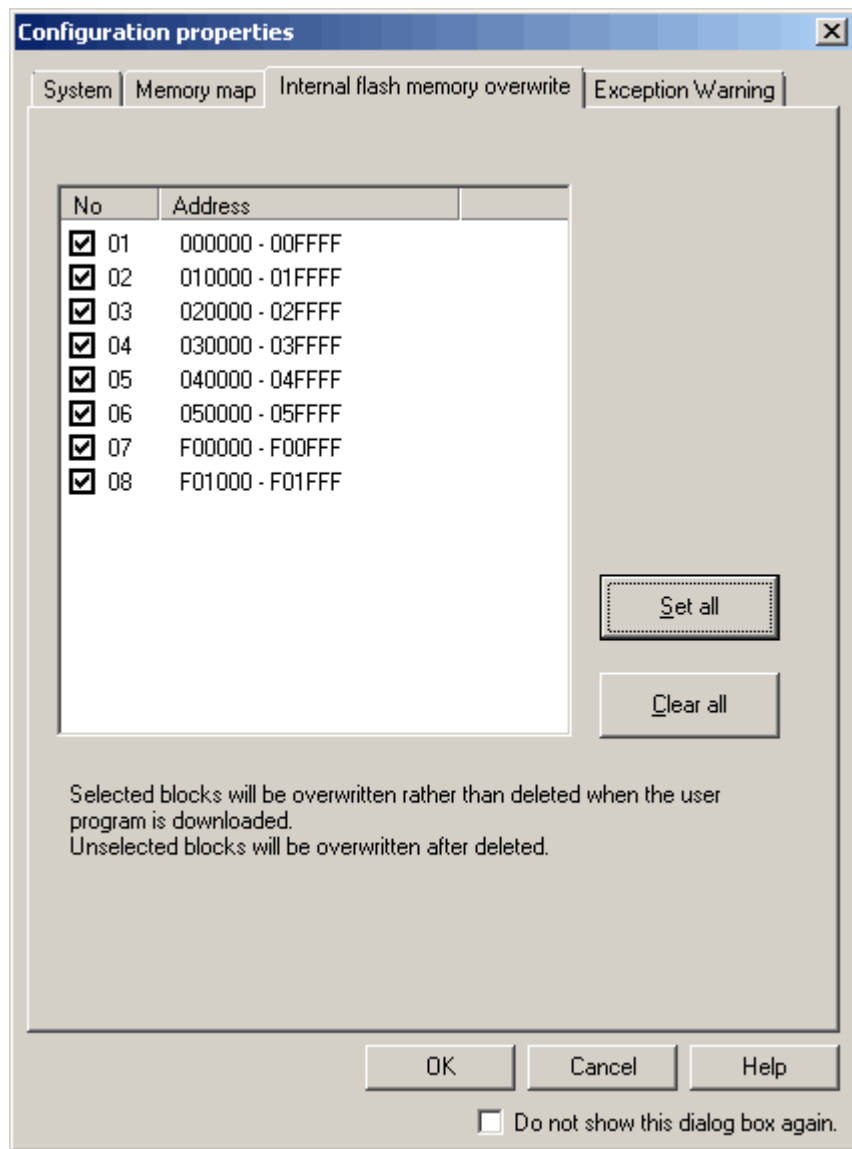 Configuration properties
System Memory map Internal flash memory overwrite Exception Warning
No Address
01 000000 - 00FFFF
02 010000 - 01FFFF
03 020000 - 02FFFF
04 030000 - 03FFFF
05 040000 - 04FFFF
06 050000 - 05FFFF
07 F00000 - F00FFF
08 F01000 - F01FFF
Set all
Clear all
Selected blocks will be overwritten rather than deleted when the user
program is downloaded.
Unselected blocks will be overwritten after deleted.
OK Cancel Help
Do not show this dialog box again.